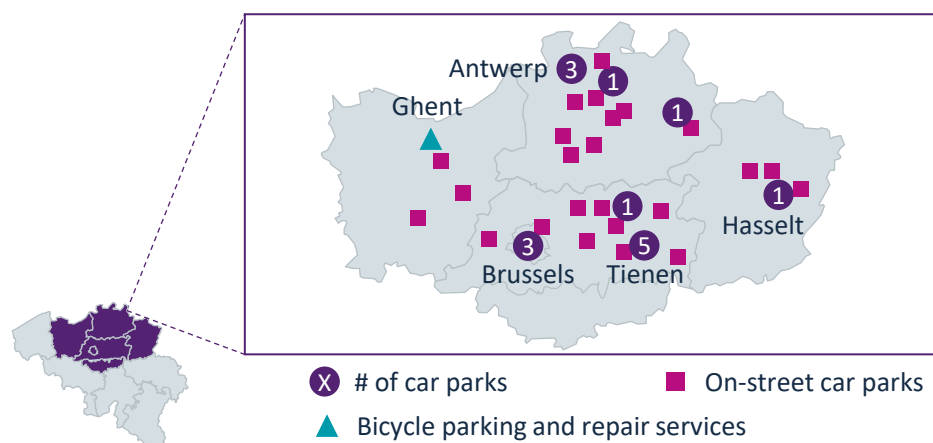 Antwerp 3
1
Ghent
1
1
Hasselt
1
3
5
Brussels
Tienen
X # of car parks
On-street car parks
Bicycle parking and repair services